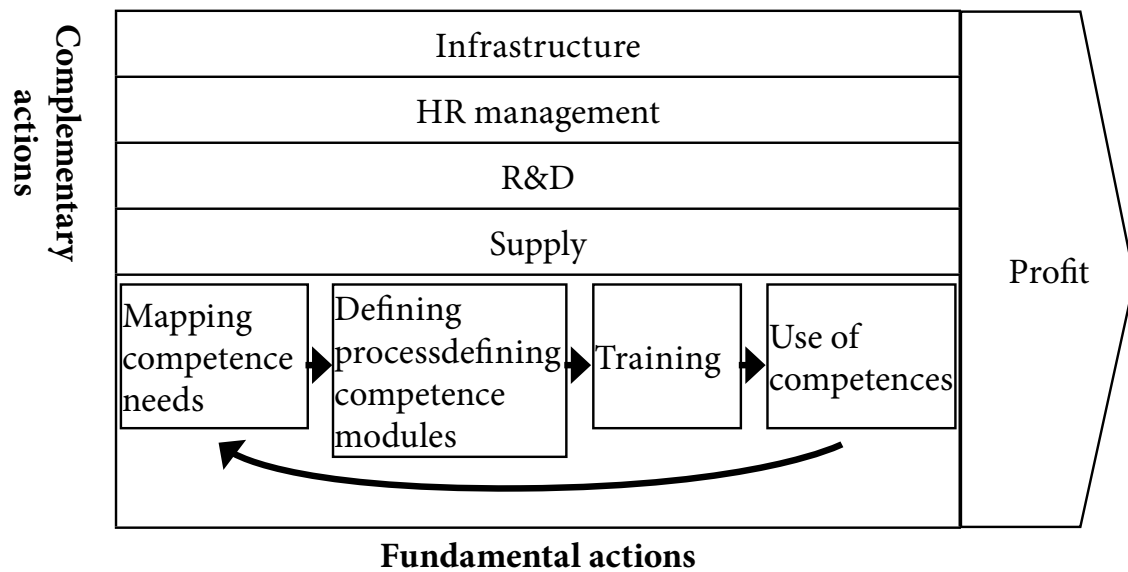 Complementary
actions
Infrastructure
HR management
R&D
Supply
Profit
Mapping
competence
needs
Defining
processdefining
competence
modules
Training
Use of
competences
Fundamental actions